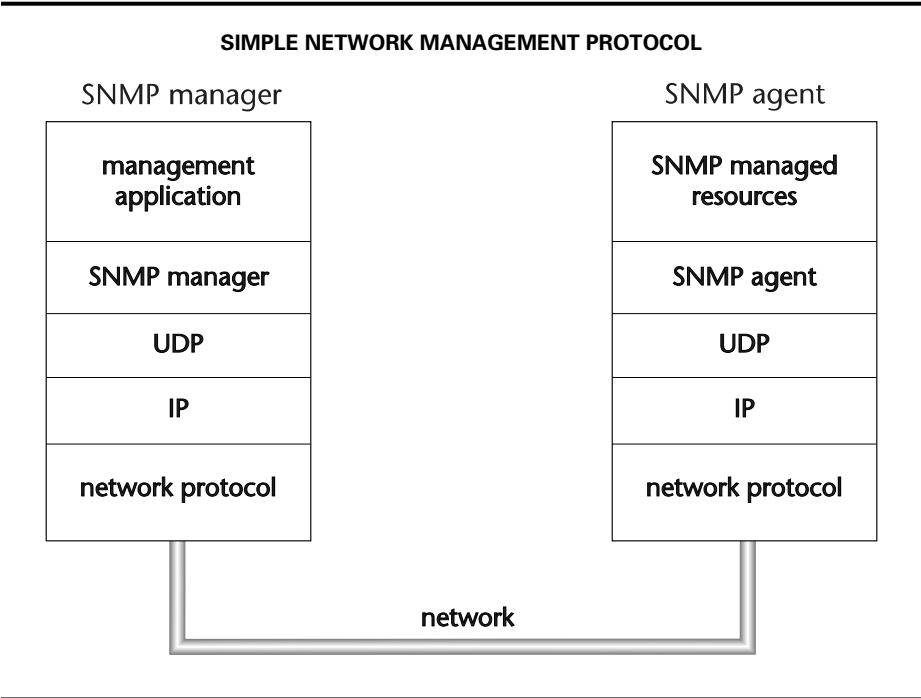 SIMPLE NETWORK MANAGEMENT PROTOCOL
SNMP manager
management
application
SNMP manager
UDP
IP
network protocol
SNMP agent
SNMP managed
resources
SNMP agent
UDP
IP
network protocol
network